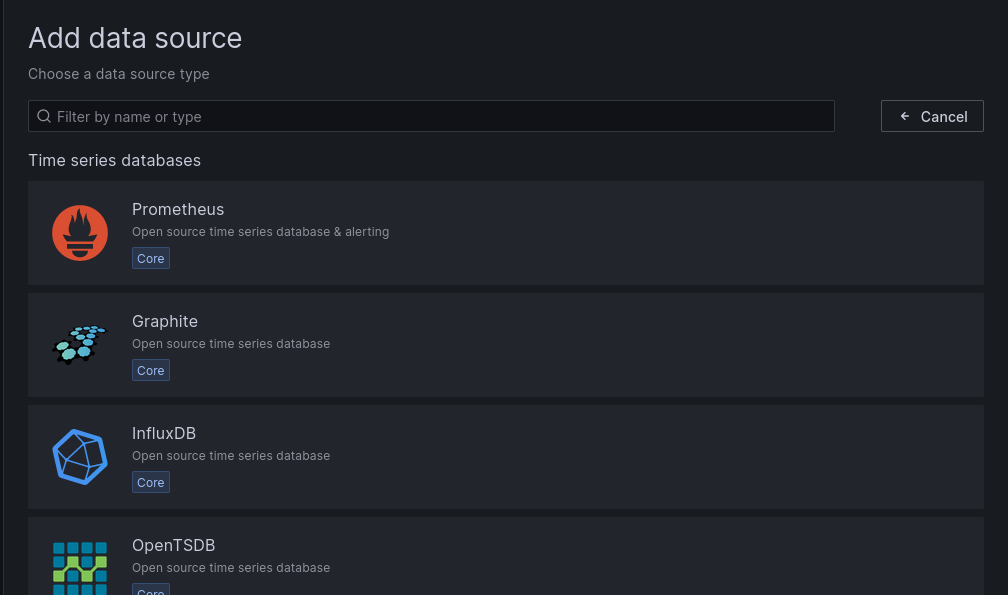 Add data source
Choose a data source type
Filter by name or type
Cancel
Time series databases
Prometheus
Open source time series database & alerting
Core
Graphite
Open source time series database
Core
InfluxDB
Open source time series database
Core
OpenTSDB
Open source time series database
Core